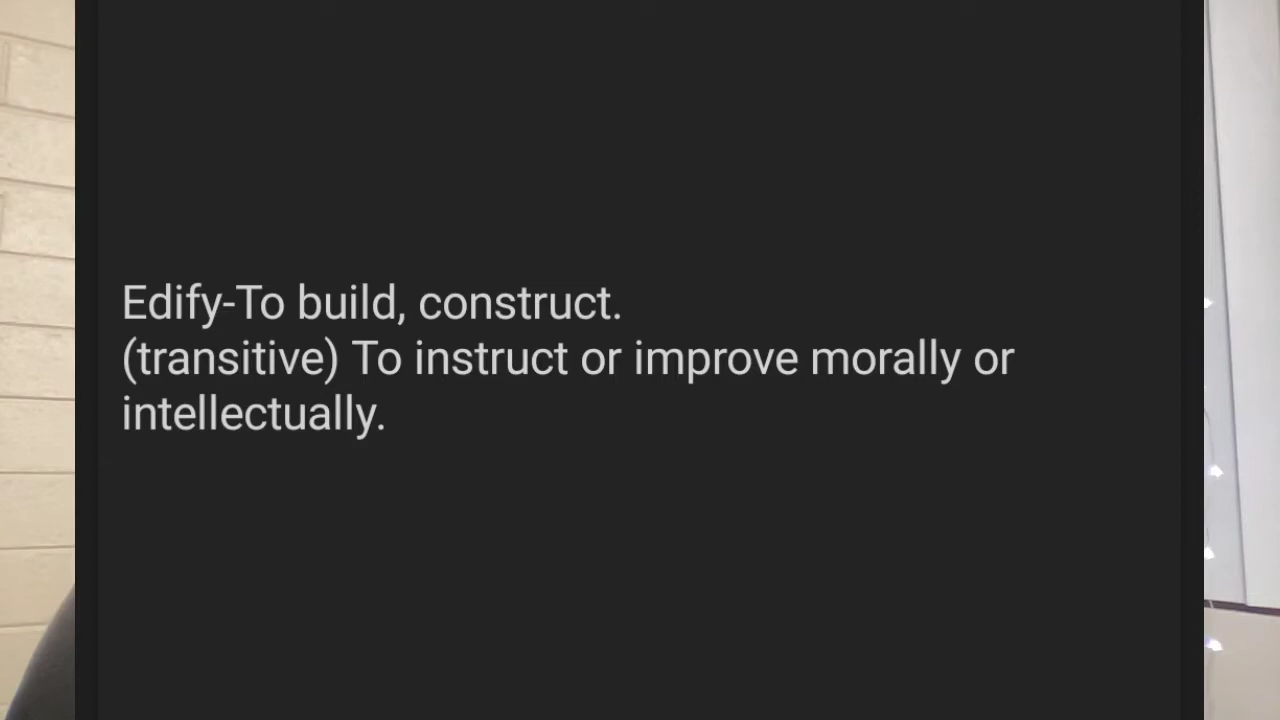 Edify-To build, construct.
(transitive) To instruct or improve morally or
intellectually.